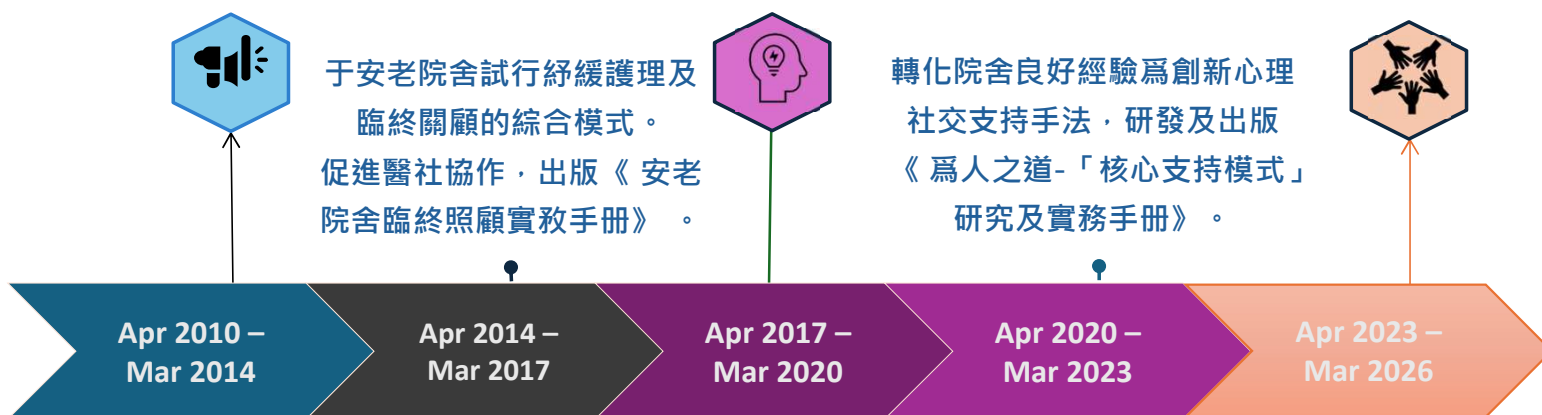 于安老院舍試行紓緩護理及
臨終關顧的綜合模式。
促進醫社協作，出版《 安老
院舍臨終照顧實教手册》 。
轉化院舍良好經驗爲創新心理
社交支持手法，研發及出版
《 爲人之道-「核心支持模式」
研究及實務手册》。
Apr 2010 –
Mar 2014
Apr 2014 –
Mar 2017
Apr 2017 –
Mar 2020
Apr 2020 –
Mar 2023
Apr 2023 –
Mar 2026